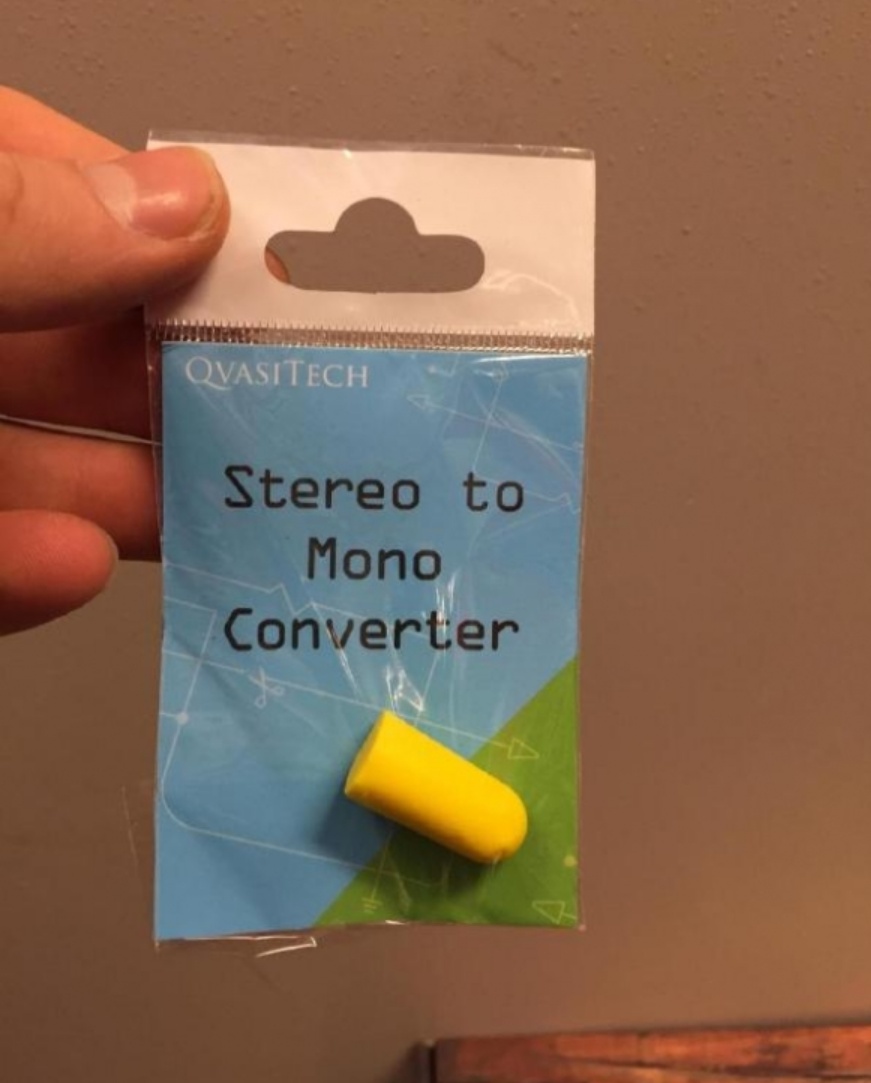 QVASITECH
Stereo to
Mono
Converter